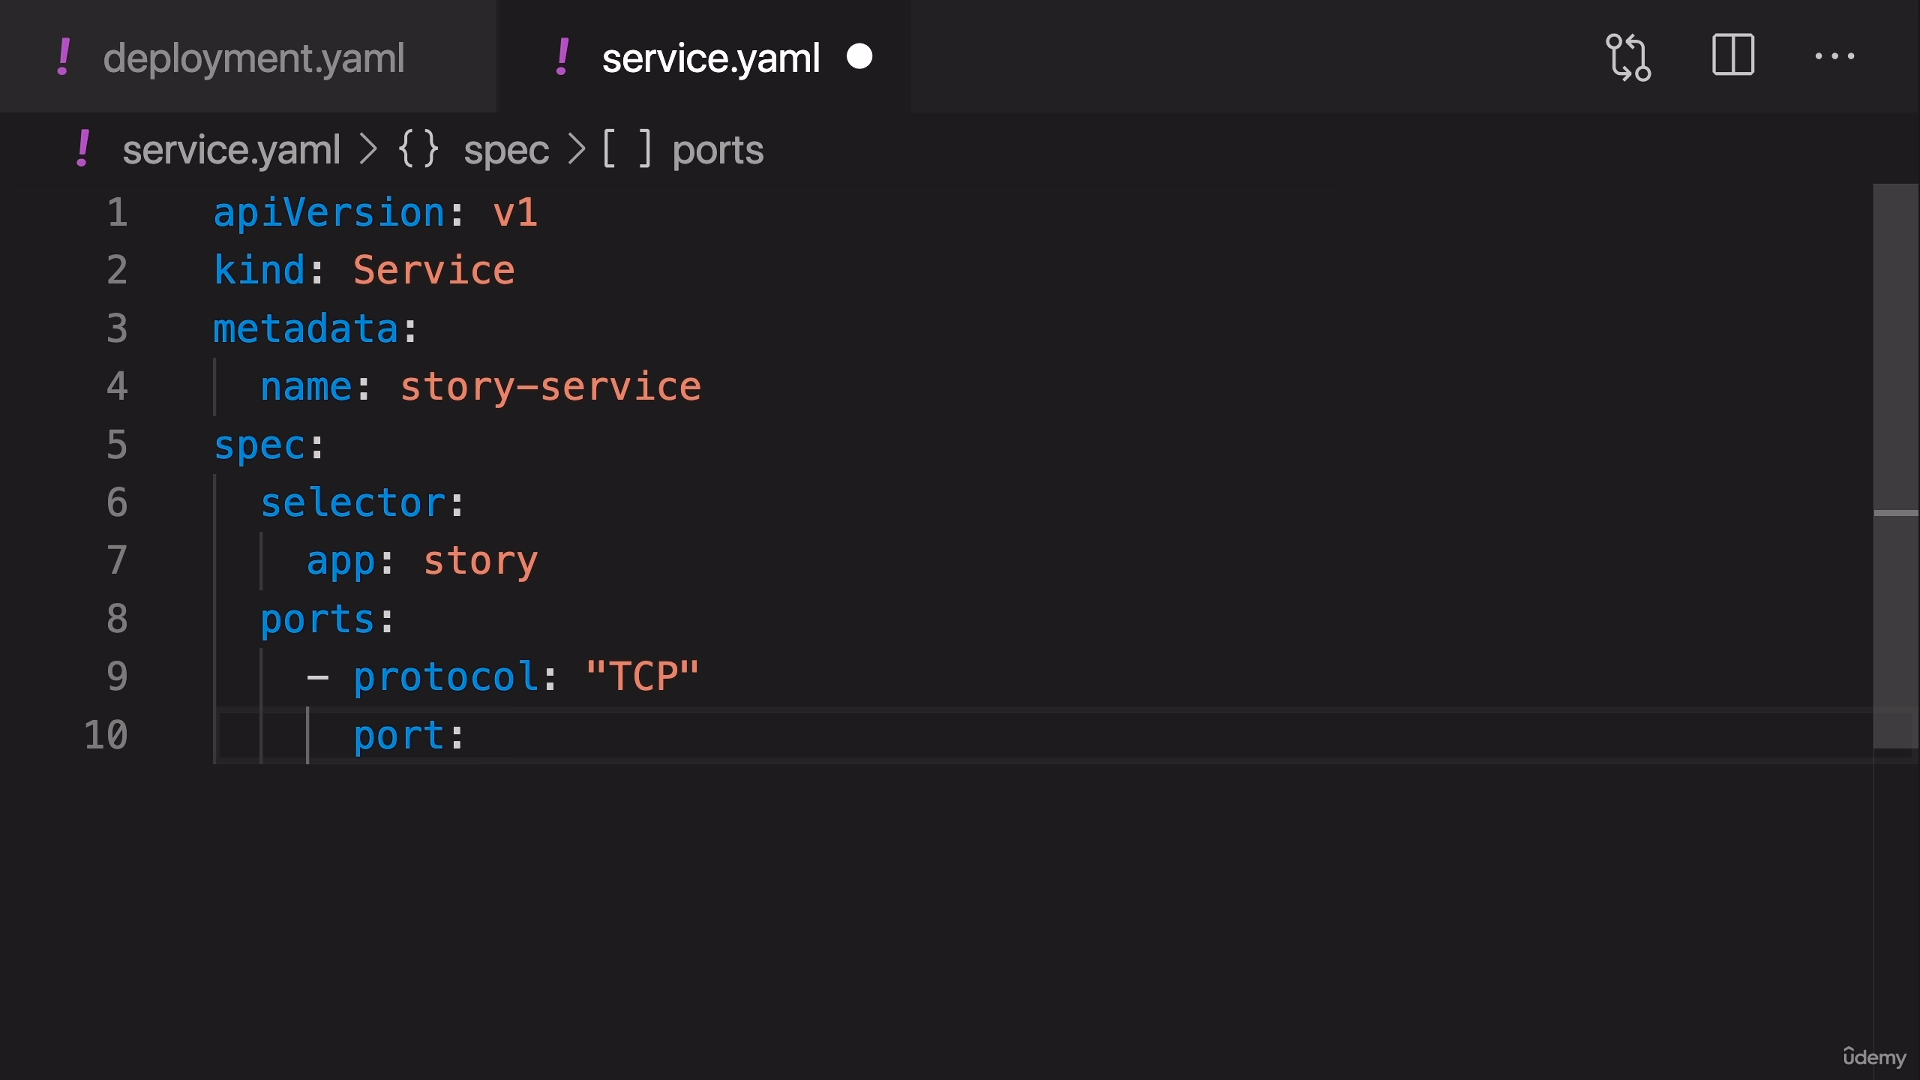 ! deployment.yaml
! service.yaml ●
! service.yaml > {} spec > [ ] ports
1 apiVersion: v1
2 kind: Service
3 metadata:
4   name: story-service
5 spec:
6   selector:
7     app: story
8   ports:
9     - protocol: "TCP"
10       port:
ûdemy